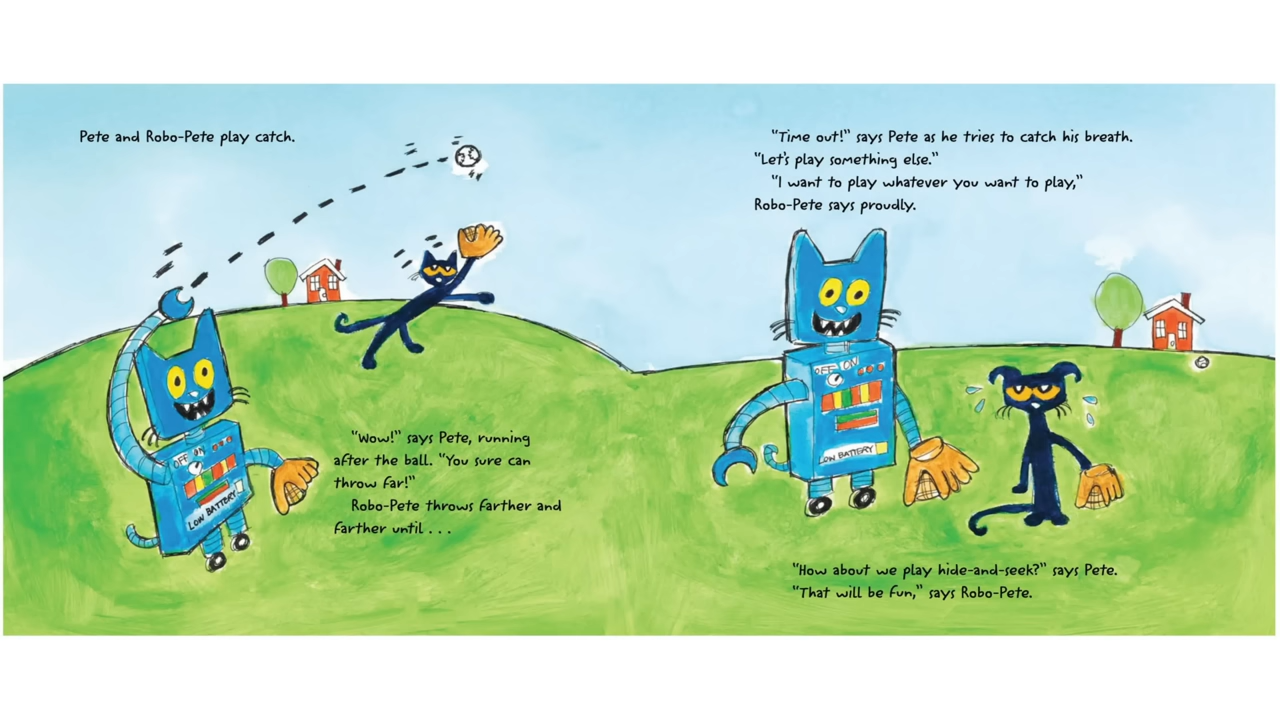 Pete and Robo-Pete play catch.
OFF ON
LOW BATTERY
"Wow!" says Pete, running
after the ball. "You sure can
throw far!"
Robo-Pete throws farther and
farther until . . .
"Time out!" says Pete as he tries to catch his breath.
"Let's play something else."
"I want to play whatever you want to play,"
Robo-Pete says proudly.
OFF ON
LOW BATTERY
"How about we play hide-and-seek?" says Pete.
"That will be fun," says Robo-Pete.